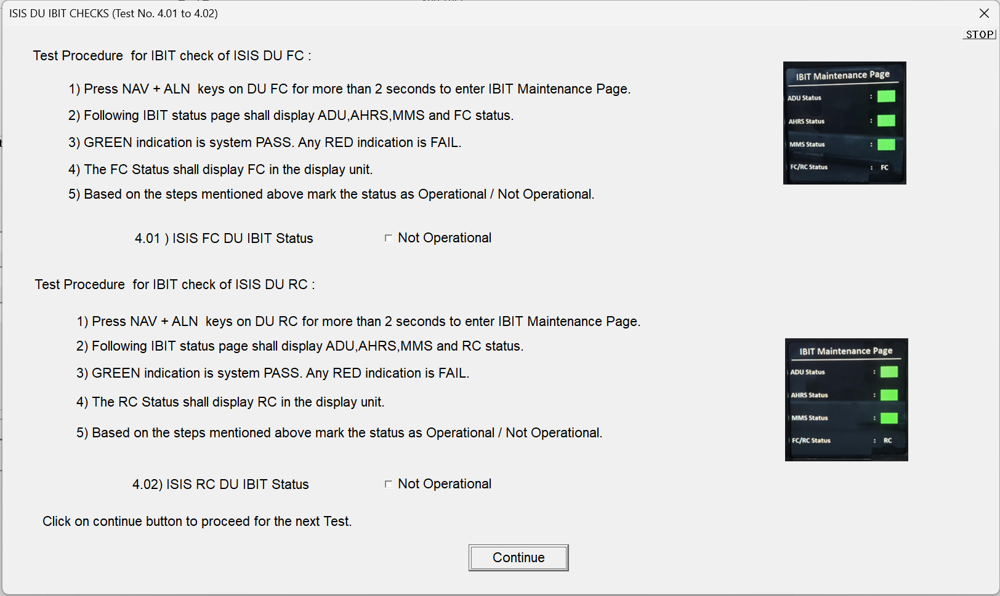 ISIS DU IBIT CHECKS (Test No. 4.01 to 4.02)
STOP
Test Procedure  for IBIT check of ISIS DU FC :
1) Press NAV + ALN  keys on DU FC for more than 2 seconds to enter IBIT Maintenance Page.
2) Following IBIT status page shall display ADU,AHRS,MMS and FC status.
3) GREEN indication is system PASS. Any RED indication is FAIL.
4) The FC Status shall display FC in the display unit.
5) Based on the steps mentioned above mark the status as Operational / Not Operational.
IBIT Maintenance Page
ADU Status :
AHRS Status :
MMS Status :
FC/RC Status : FC
4.01 ) ISIS FC DU IBIT Status Not Operational
Test Procedure  for IBIT check of ISIS DU RC :
1) Press NAV + ALN  keys on DU RC for more than 2 seconds to enter IBIT Maintenance Page.
2) Following IBIT status page shall display ADU,AHRS,MMS and RC status.
3) GREEN indication is system PASS. Any RED indication is FAIL.
4) The RC Status shall display RC in the display unit.
5) Based on the steps mentioned above mark the status as Operational / Not Operational.
IBIT Maintenance Page
ADU Status :
AHRS Status :
MMS Status :
FC/RC Status : RC
4.02) ISIS RC DU IBIT Status Not Operational
Click on continue button to proceed for the next Test.
Continue